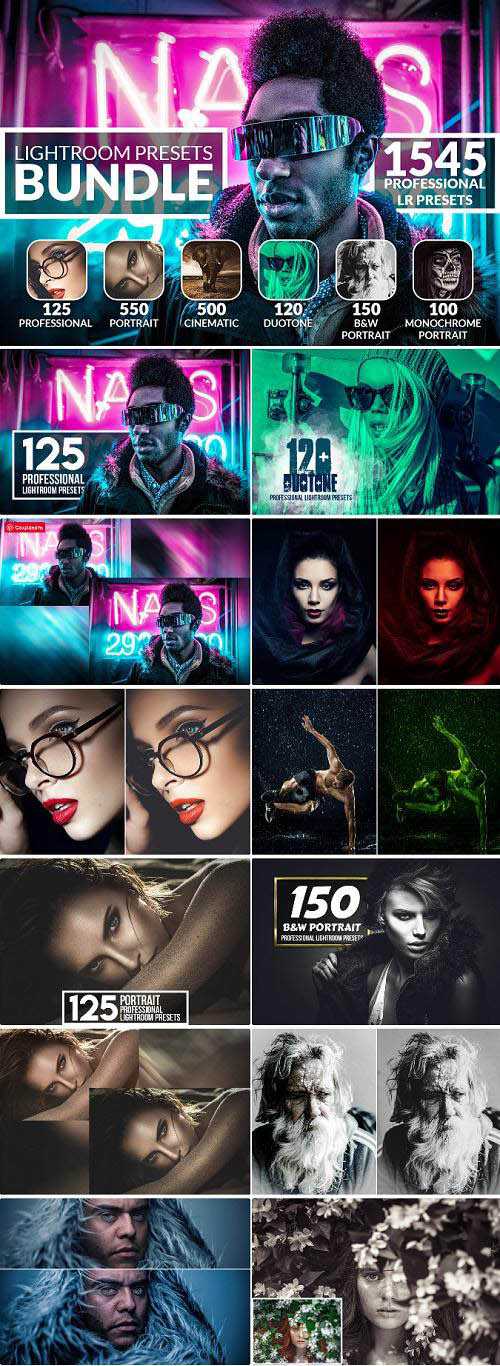 NAILS
LIGHTROOM PRESETS
BUNDLE
1545
PROFESSIONAL
LR PRESETS
125
PROFESSIONAL
550
PORTRAIT
500
CINEMATIC
120
DUOTONE
150
B&W
PORTRAIT
100
MONOCHROME
PORTRAIT
NAILS
125
PROFESSIONAL
LIGHTROOM PRESETS
120+
DUOTONE
PROFESSIONAL LIGHTROOM PRESETS
NAILS
NAILS
150
B&W PORTRAIT
PROFESSIONAL LIGHTROOM PRESETS
125
PORTRAIT
PROFESSIONAL
LIGHTROOM PRESETS